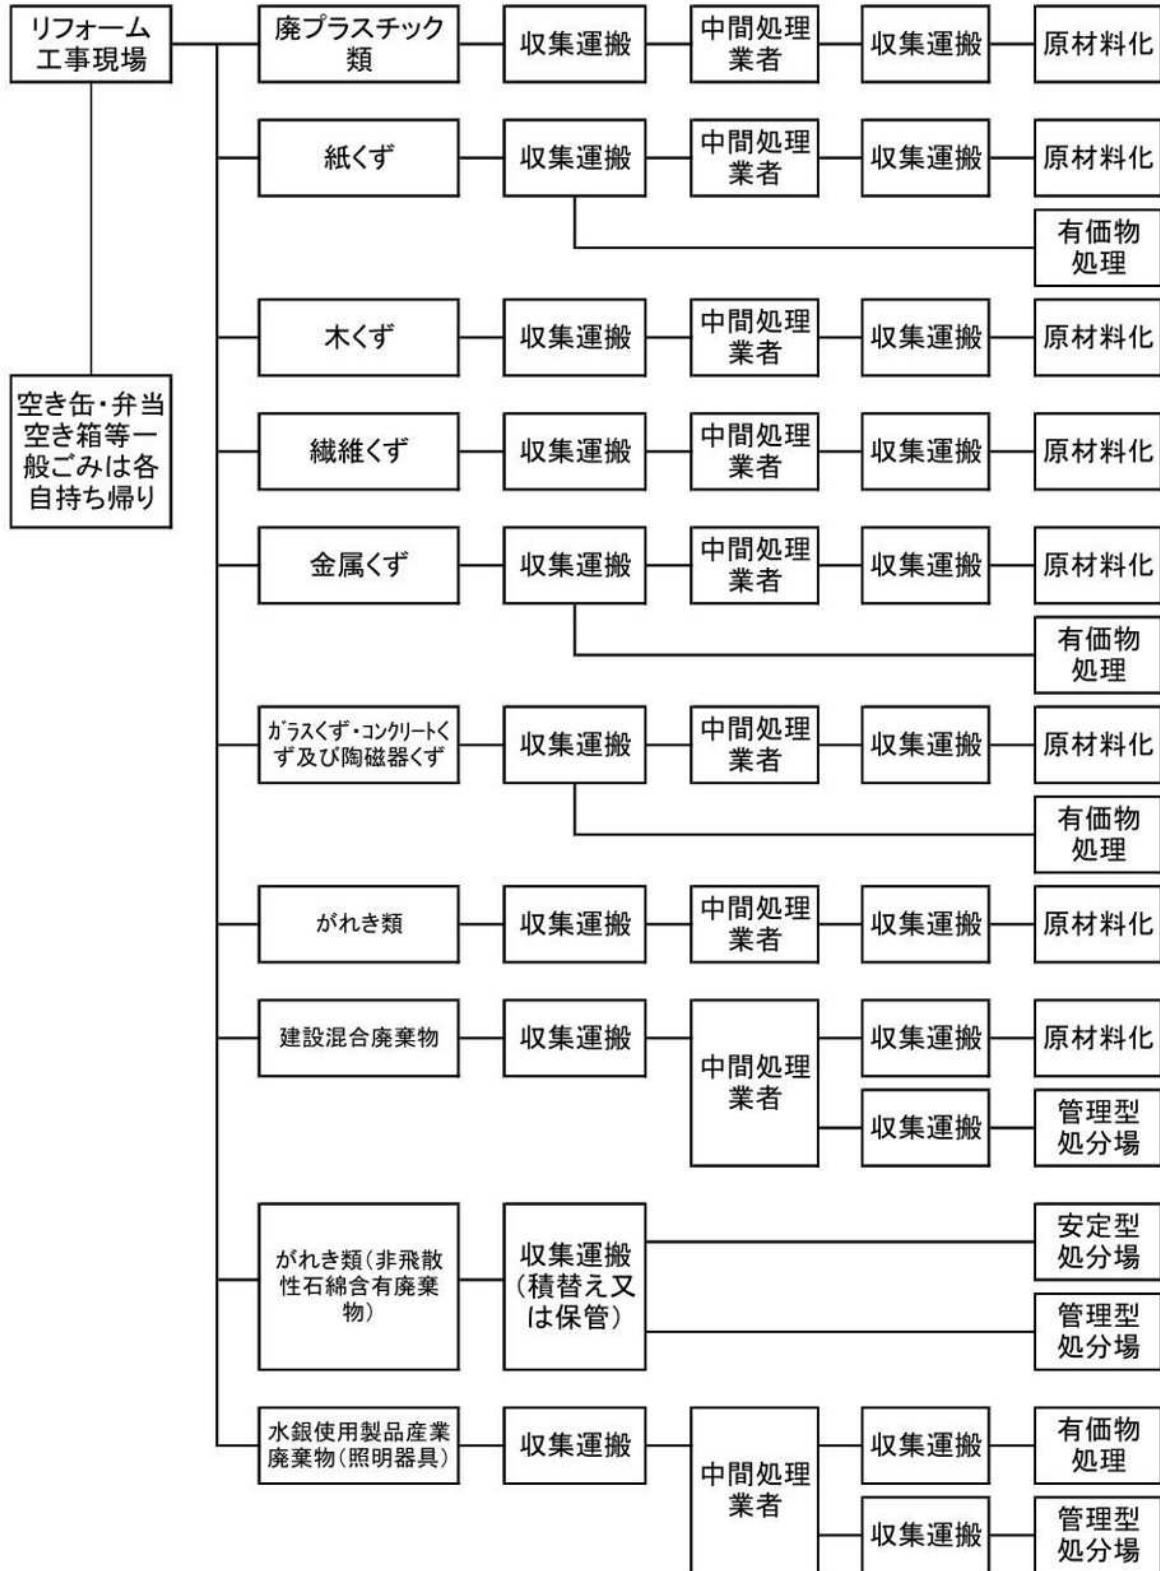 リフォーム
工事現場
廃プラスチック
類
収集運搬
中間処理
業者
収集運搬
原材料化
紙くず
収集運搬
中間処理
業者
収集運搬
原材料化
有価物
処理
木くず
収集運搬
中間処理
業者
収集運搬
原材料化
空き缶・弁当
空き箱等一
般ごみは各
自持ち帰り
繊維くず
収集運搬
中間処理
業者
収集運搬
原材料化
金属くず
収集運搬
中間処理
業者
収集運搬
原材料化
有価物
処理
ｶﾞﾗｽくず・ｺﾝｸﾘｰﾄく
ず及び陶磁器くず
収集運搬
中間処理
業者
収集運搬
原材料化
有価物
処理
がれき類
収集運搬
中間処理
業者
収集運搬
原材料化
建設混合廃棄物
収集運搬
中間処理
業者
収集運搬
原材料化
収集運搬
管理型
処分場
がれき類(非飛散
性石綿含有廃棄
物)
収集運搬
(積替え又
は保管)
安定型
処分場
管理型
処分場
水銀使用製品産業
廃棄物(照明器具)
収集運搬
中間処理
業者
収集運搬
有価物
処理
収集運搬
管理型
処分場